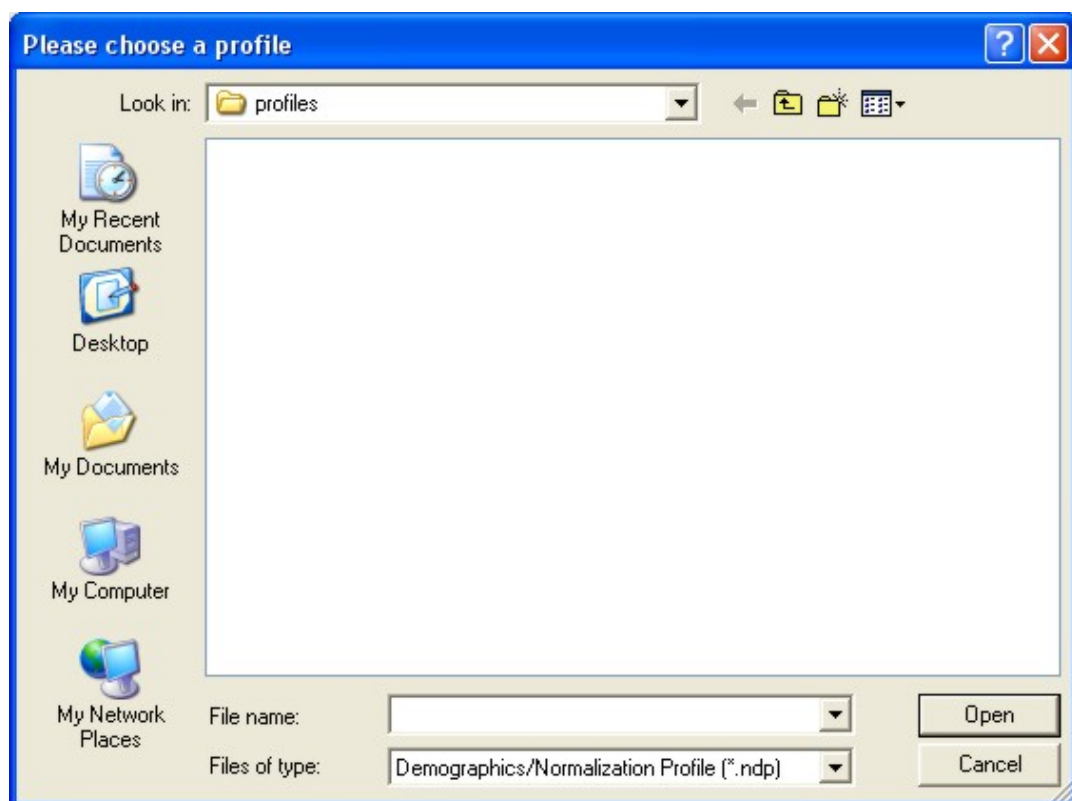 Please choose a profile
Look in:
profiles
My Recent
Documents
Desktop
My Documents
My Computer
My Network
Places
File name:
Open
Files of type:
Demographics/Normalization Profile (*.ndp)
Cancel